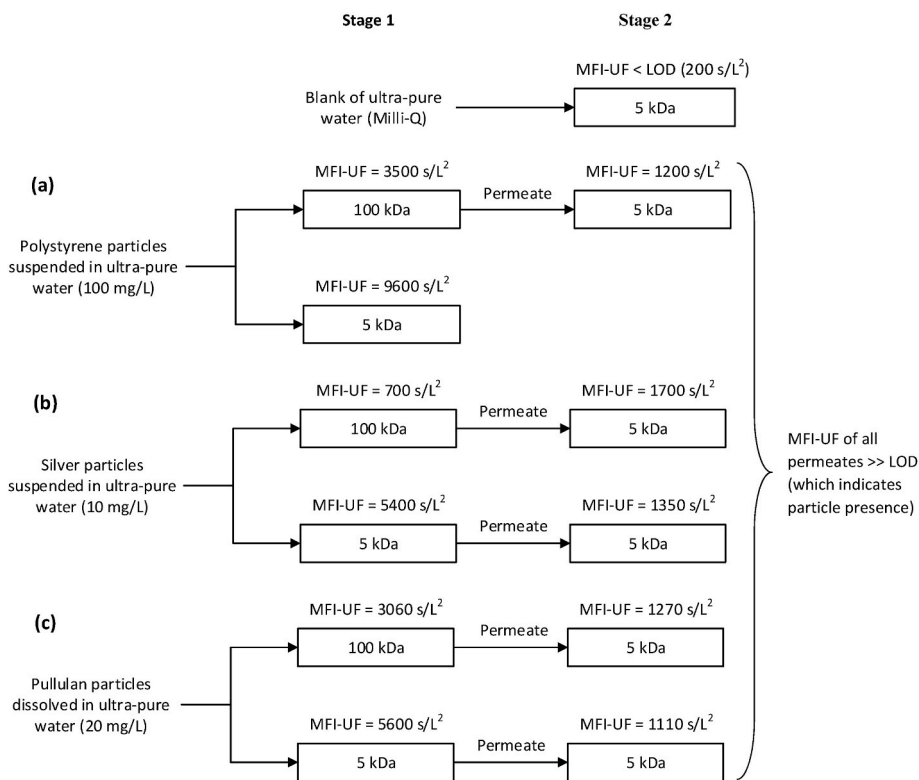 Stage 1
Stage 2
MFI-UF < LOD (200 s/L²)
Blank of ultra-pure
water (Milli-Q)
5 kDa
(a)
MFI-UF = 3500 s/L²
MFI-UF = 1200 s/L²
Permeate
100 kDa
5 kDa
Polystyrene particles
suspended in ultra-pure
water (100 mg/L)
MFI-UF = 9600 s/L²
5 kDa
(b)
MFI-UF = 700 s/L²
MFI-UF = 1700 s/L²
Permeate
100 kDa
5 kDa
Silver particles
suspended in ultra-pure
water (10 mg/L)
MFI-UF = 5400 s/L²
MFI-UF = 1350 s/L²
Permeate
5 kDa
5 kDa
(c)
MFI-UF = 3060 s/L²
MFI-UF = 1270 s/L²
Permeate
100 kDa
5 kDa
Pullulan particles
dissolved in ultra-pure
water (20 mg/L)
MFI-UF = 5600 s/L²
MFI-UF = 1110 s/L²
Permeate
5 kDa
5 kDa
MFI-UF of all
permeates >> LOD
(which indicates
particle presence)